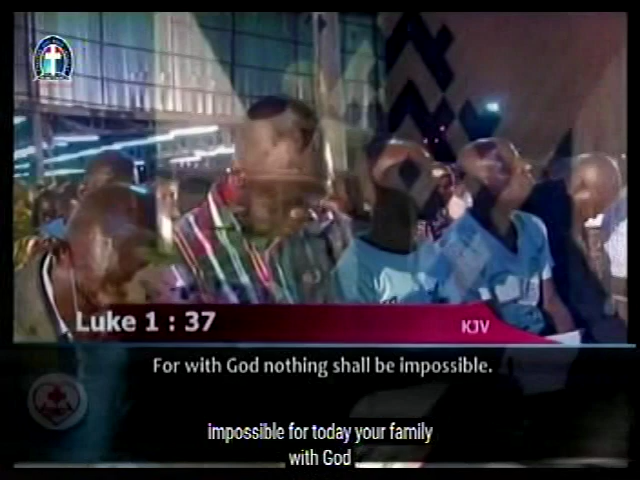 Luke 1 : 37
KJV
For with God nothing shall be impossible.
impossible for today your family
with God